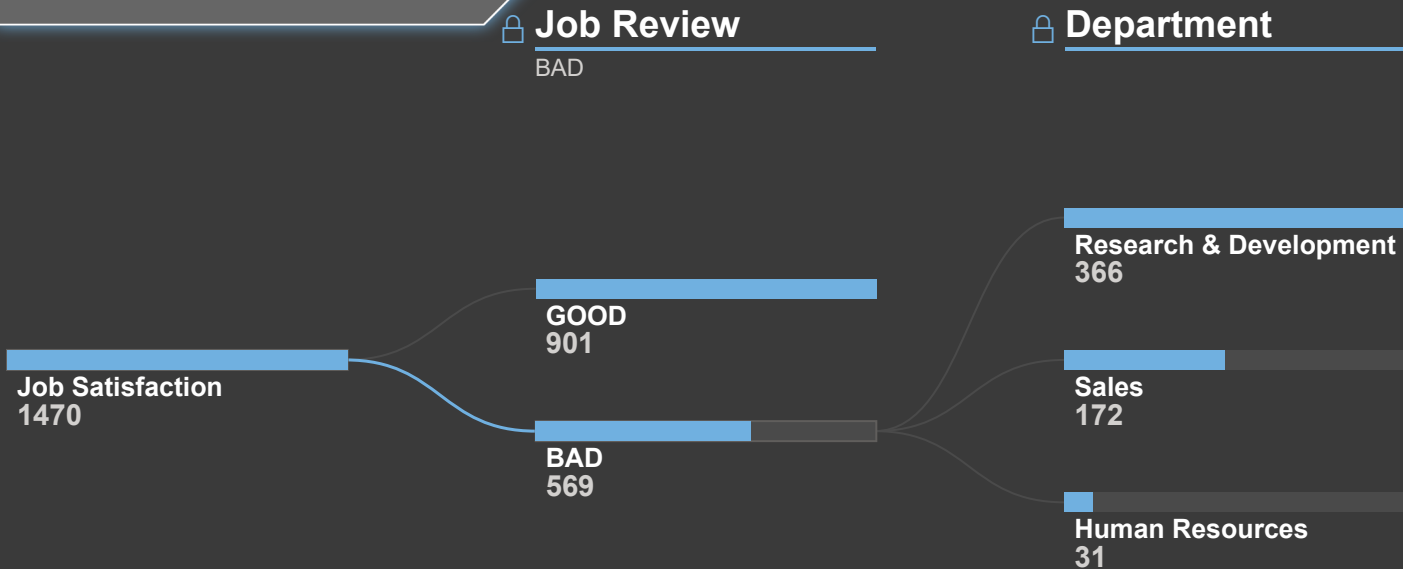 Job Review
BAD
Department
Job Satisfaction
1470
GOOD
901
BAD
569
Research & Development
366
Sales
172
Human Resources
31